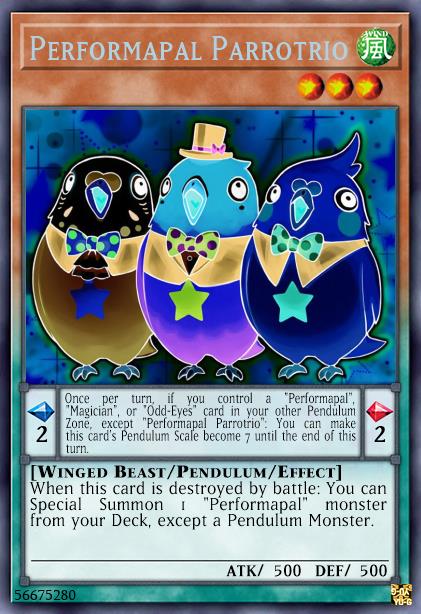 Performapal Parrotrio
WIND
風
Once per turn, if you control a "Performapal",
"Magician", or "Odd-Eyes" card in your other Pendulum
Zone, except "Performapal Parrotrio": You can make
this card's Pendulum Scale become 7 until the end of this
turn.
2
2
[Winged Beast/Pendulum/Effect]
When this card is destroyed by battle: You can
Special Summon 1 "Performapal" monster
from your Deck, except a Pendulum Monster.
ATK/ 500 DEF/ 500
56675280